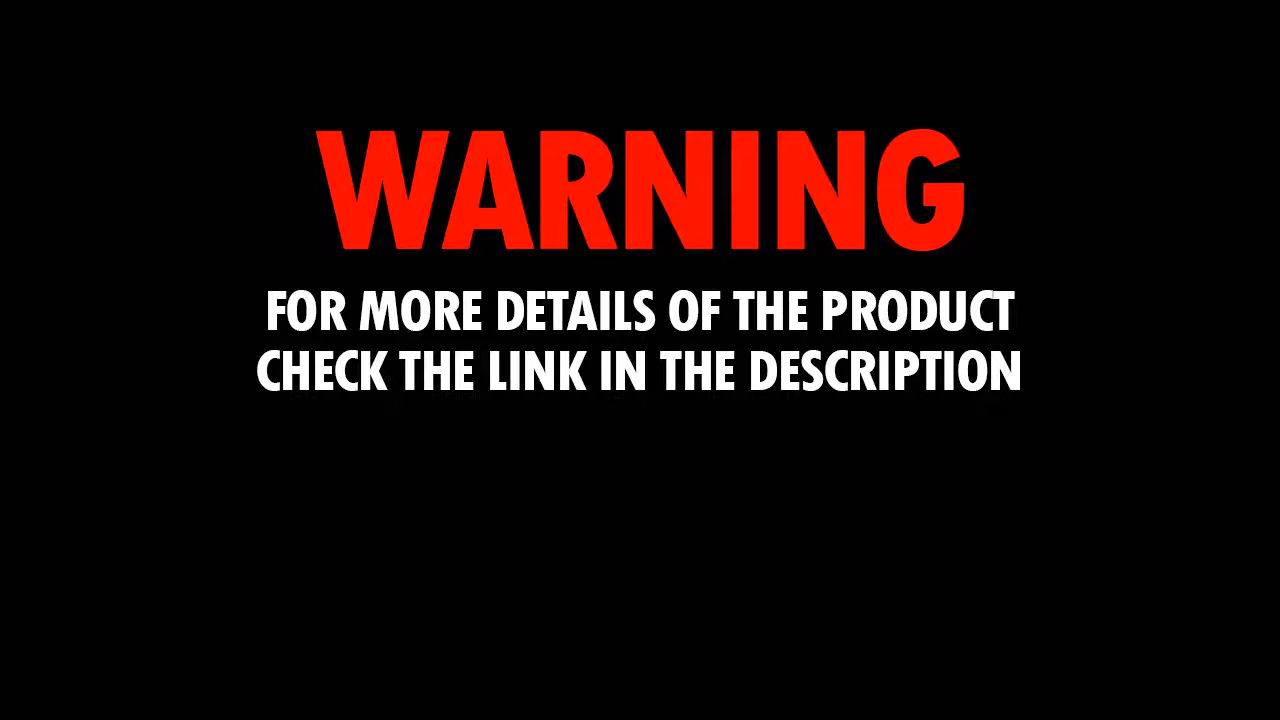 WARNING
FOR MORE DETAILS OF THE PRODUCT
CHECK THE LINK IN THE DESCRIPTION